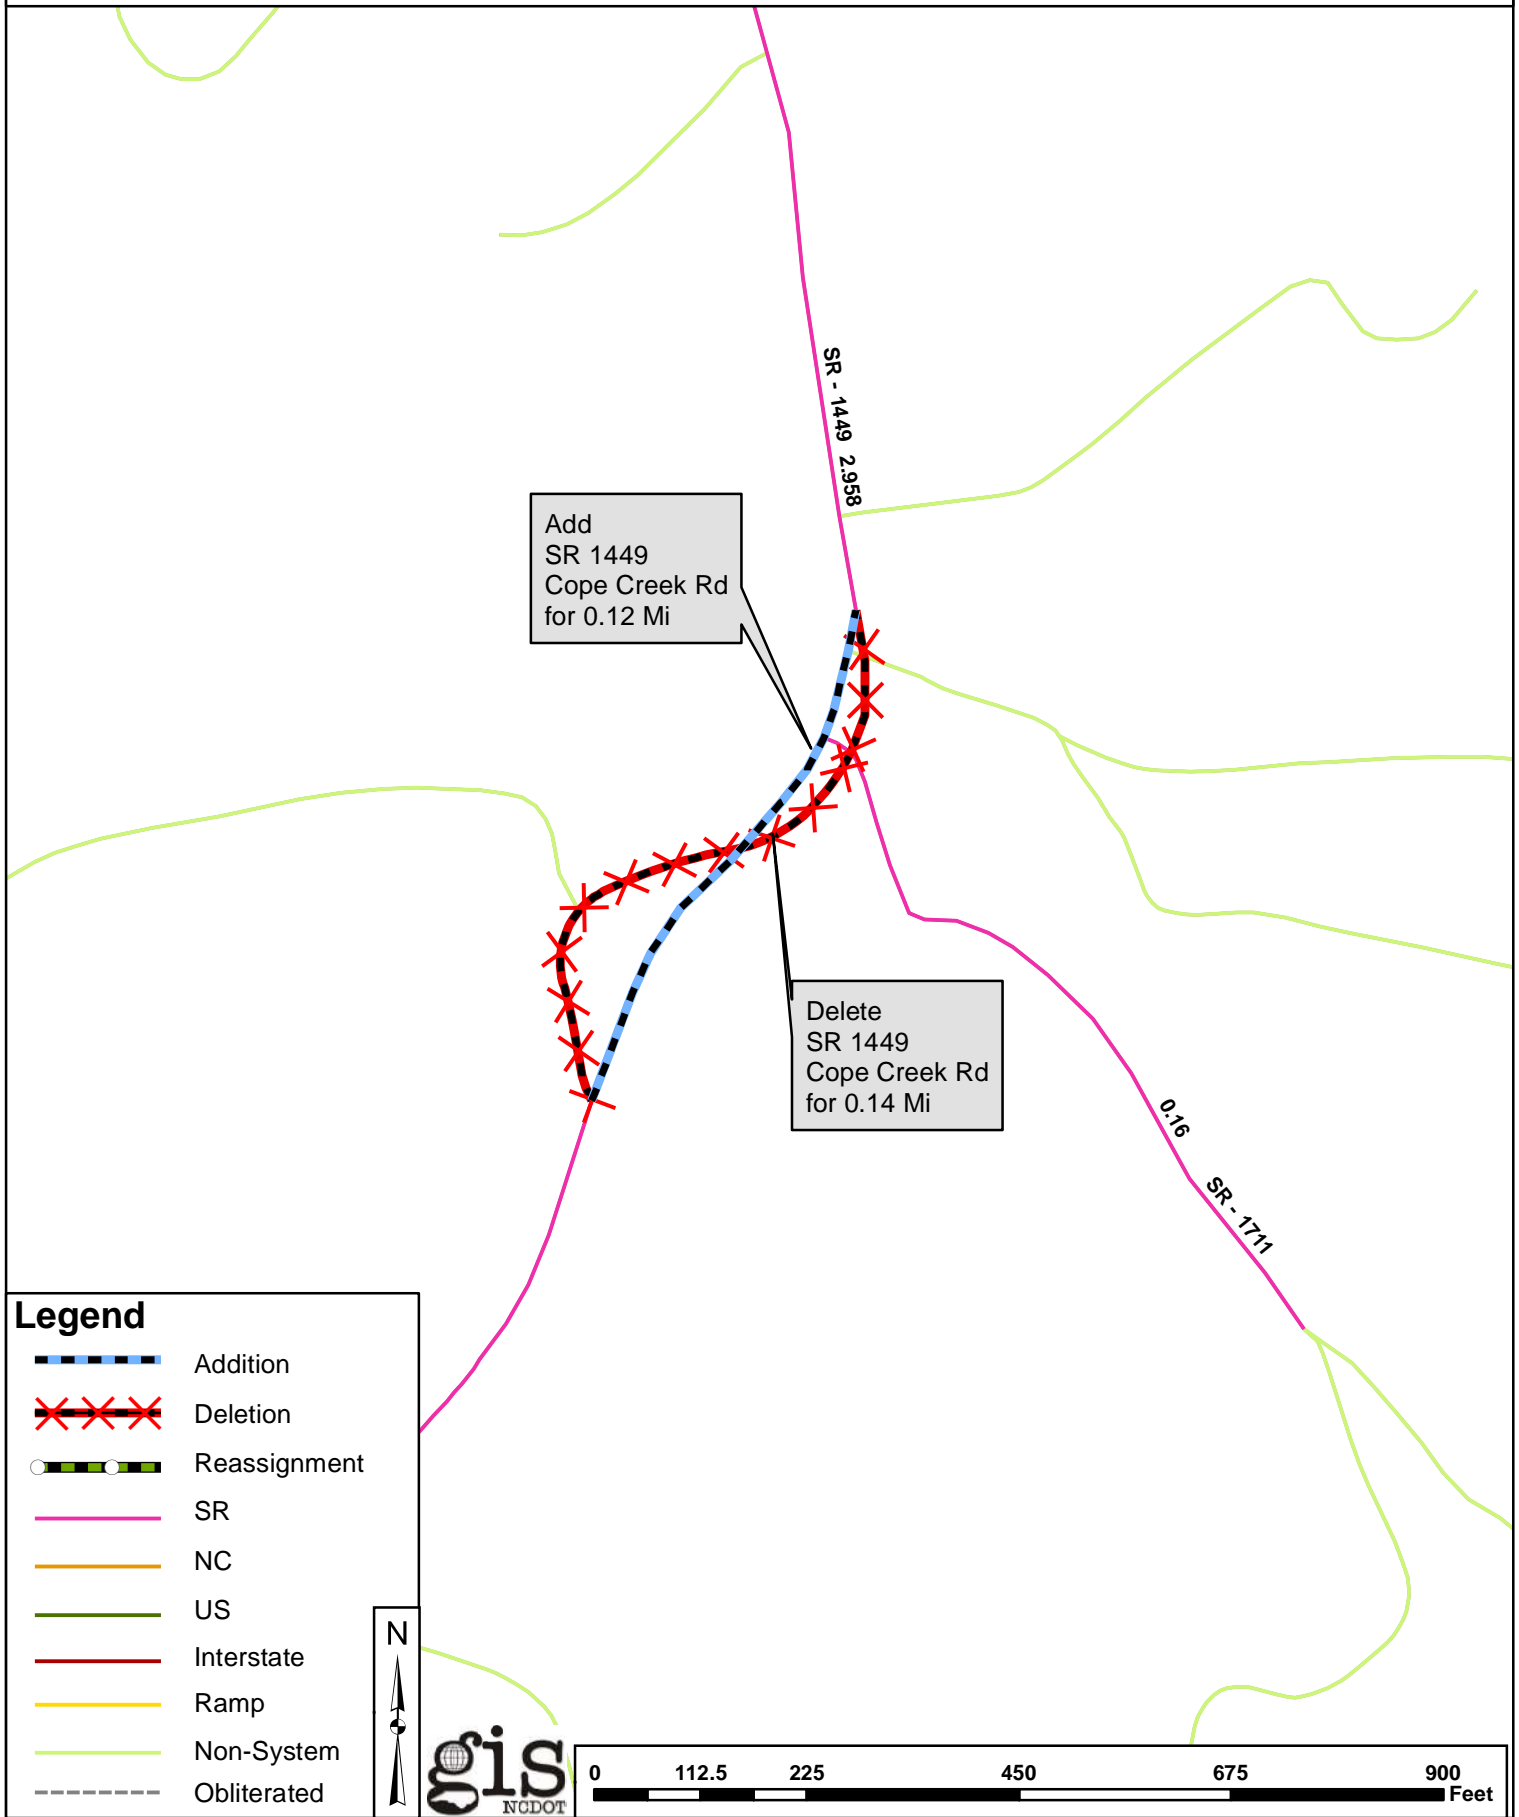 SR - 1449 2.958
Add
SR 1449
Cope Creek Rd
for 0.12 Mi
Delete
SR 1449
Cope Creek Rd
for 0.14 Mi
0.16
SR - 1711
Legend
Addition
Deletion
Reassignment
SR
NC
US
Interstate
Ramp
Non-System
Obliterated
N
gis
NCDOT
0 112.5 225 450 675 900
Feet